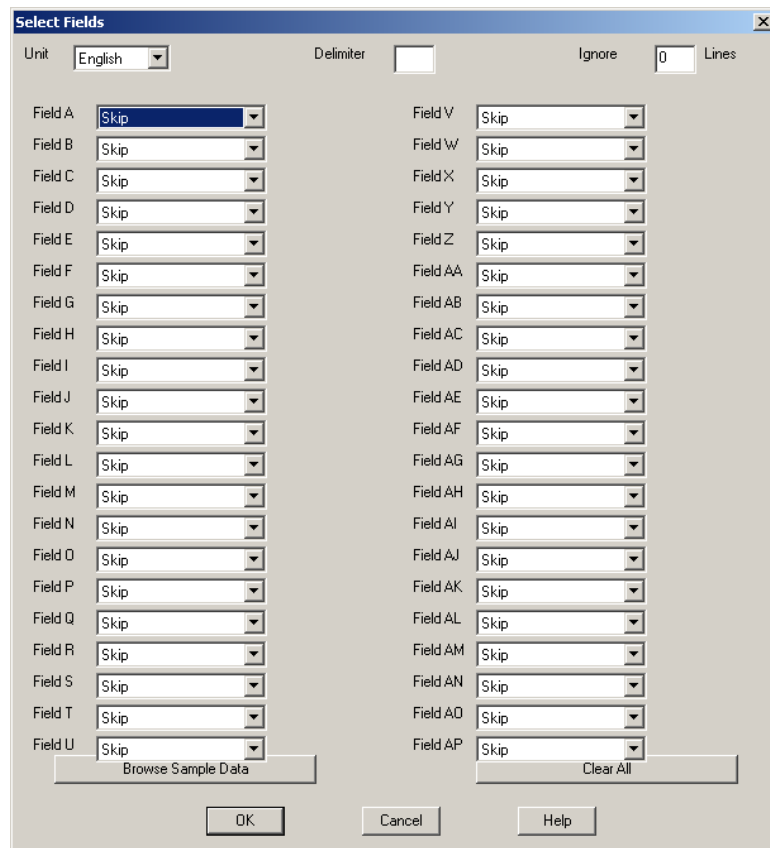 Select Fields
Unit English Delimiter Ignore 0 Lines
Field A Skip Field V Skip
Field B Skip Field W Skip
Field C Skip Field X Skip
Field D Skip Field Y Skip
Field E Skip Field Z Skip
Field F Skip Field AA Skip
Field G Skip Field AB Skip
Field H Skip Field AC Skip
Field I Skip Field AD Skip
Field J Skip Field AE Skip
Field K Skip Field AF Skip
Field L Skip Field AG Skip
Field M Skip Field AH Skip
Field N Skip Field AI Skip
Field O Skip Field AJ Skip
Field P Skip Field AK Skip
Field Q Skip Field AL Skip
Field R Skip Field AM Skip
Field S Skip Field AN Skip
Field T Skip Field AO Skip
Field U Skip Field AP Skip
Browse Sample Data Clear All
OK Cancel Help